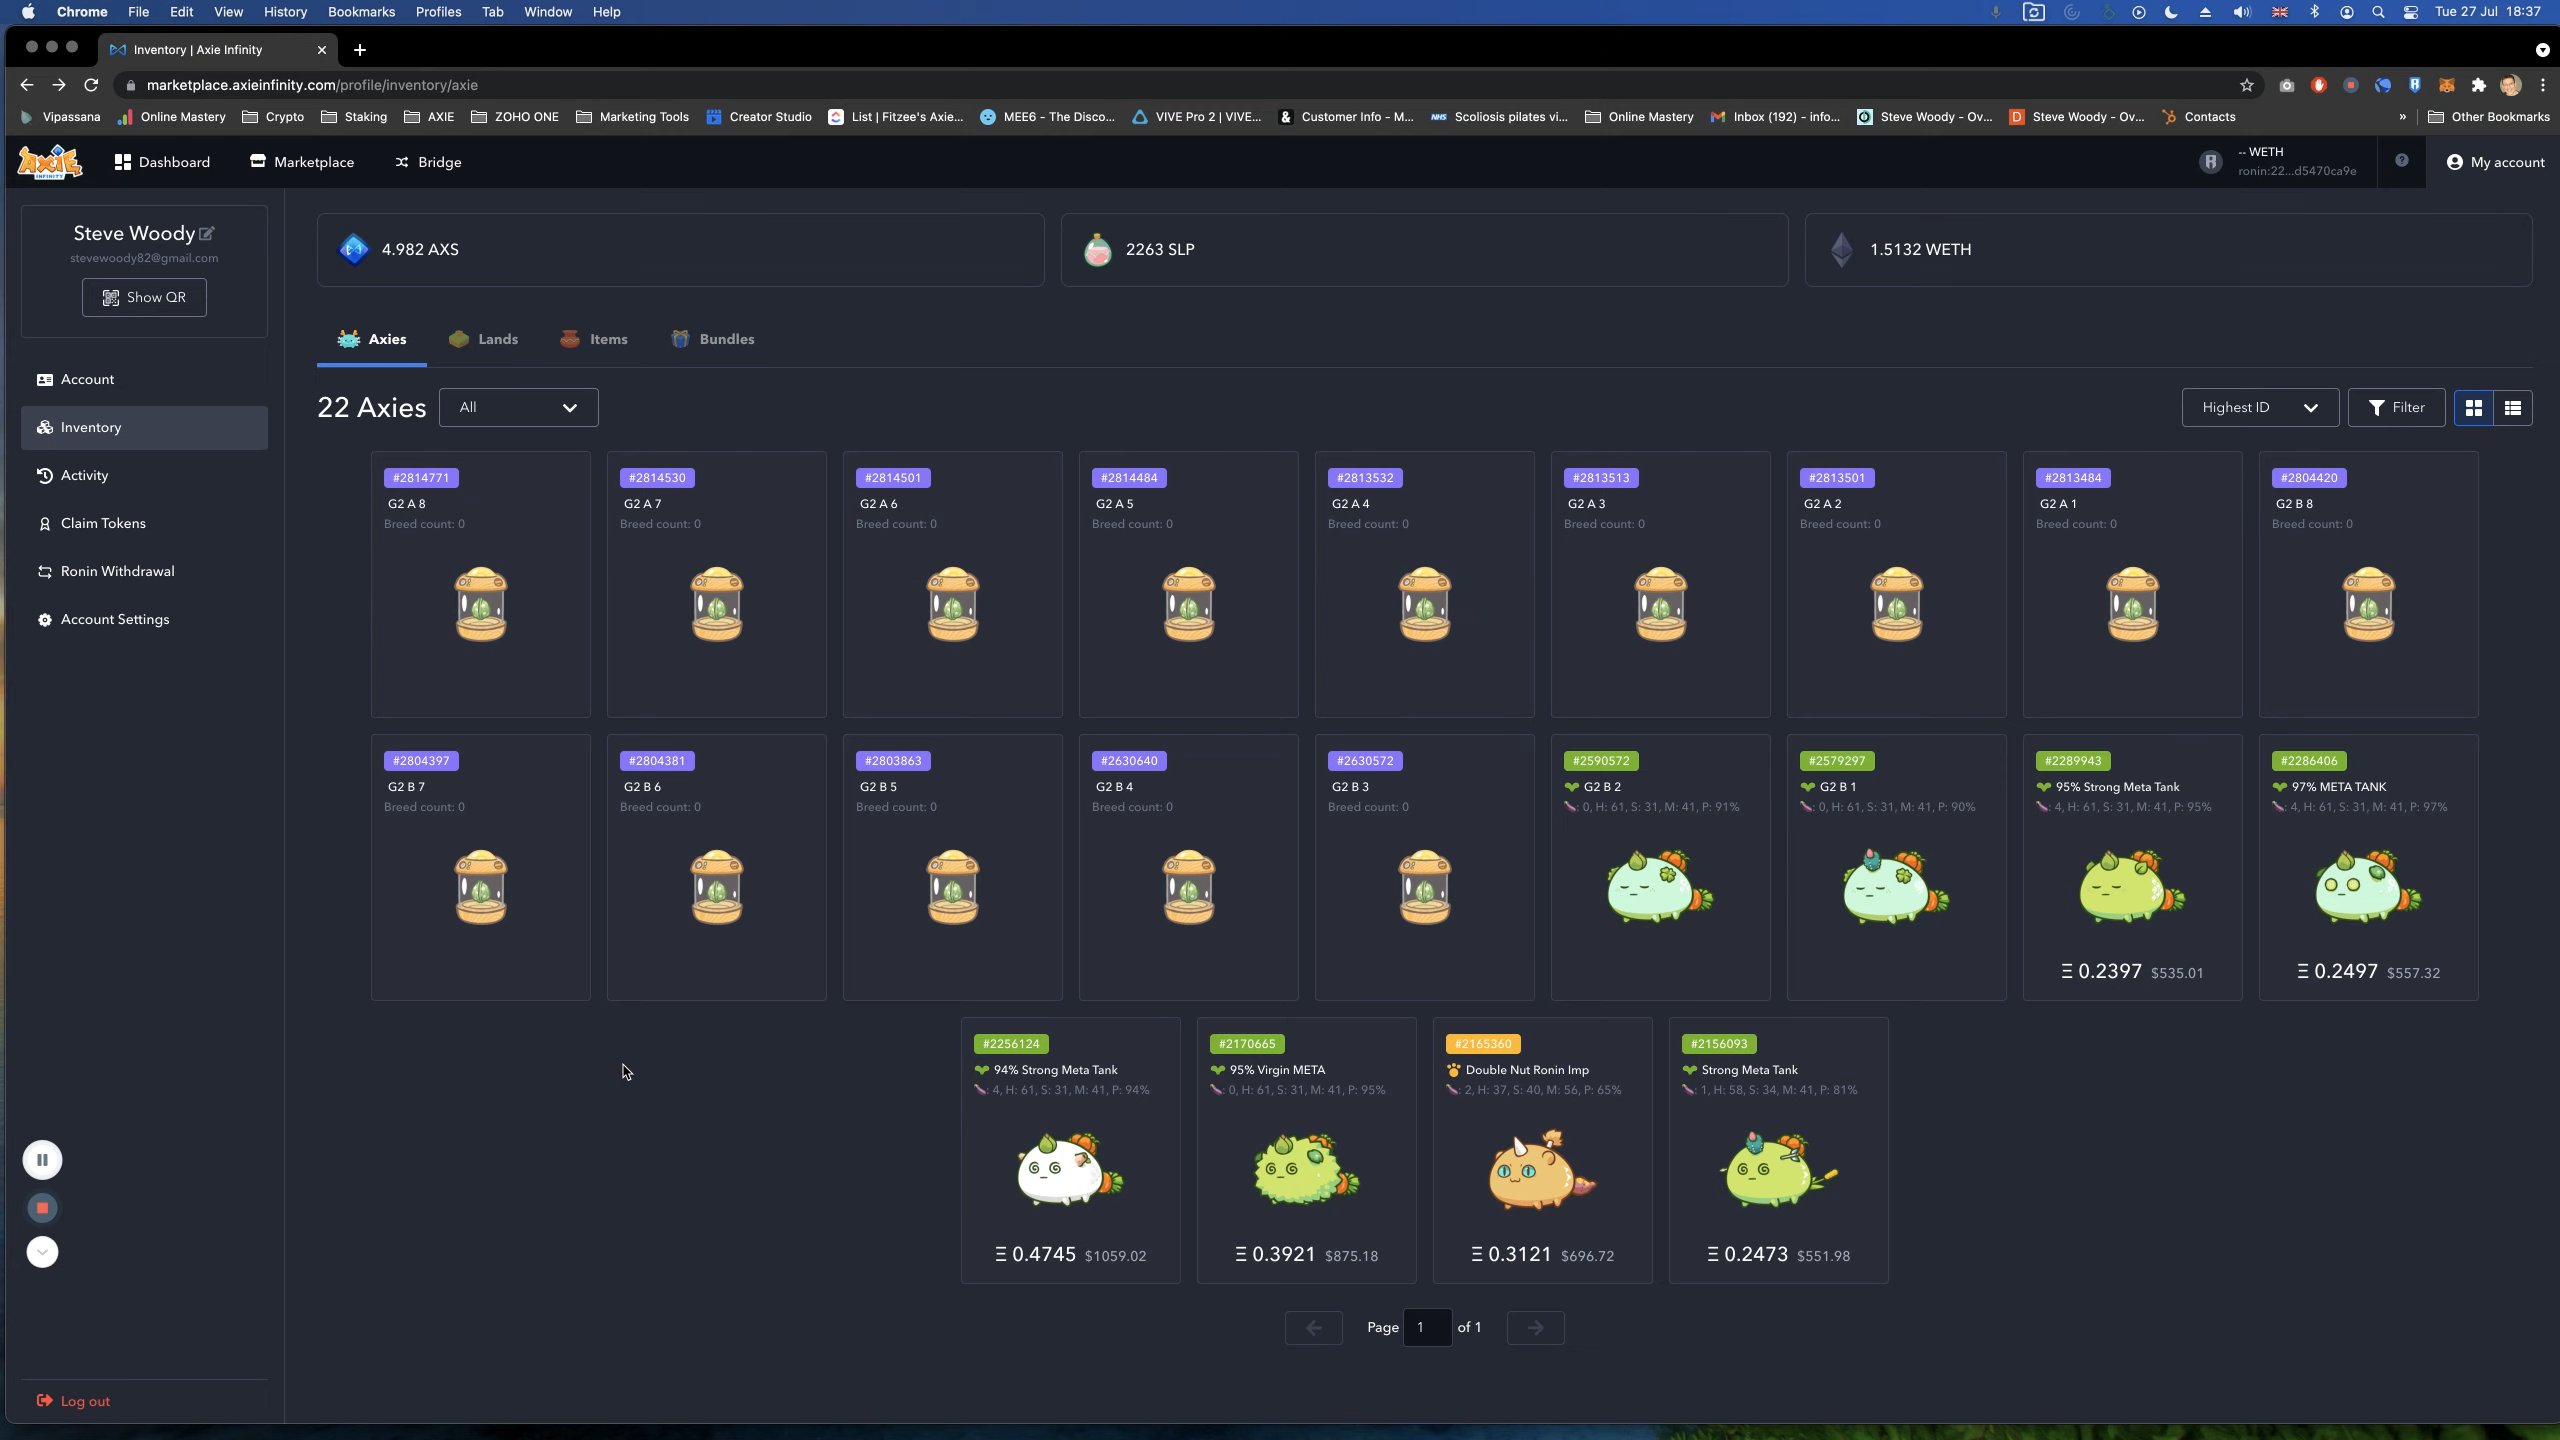 Chrome File Edit View History Bookmarks Profiles Tab Window Help Tue 27 Jul 18:37
Inventory | Axie Infinity
marketplace.axieinfinity.com/profile/inventory/axie
Vipassana Online Mastery Crypto Staking AXIE ZOHO ONE Marketing Tools Creator Studio List | Fitzee's Axie... MEE6 - The Disco... VIVE Pro 2 | VIVE... Customer Info - M... Scoliosis pilates vi... Online Mastery Inbox (192) - info... Steve Woody - Ov... Steve Woody - Ov... Contacts » Other Bookmarks
AXIE INFINITY Dashboard Marketplace Bridge -- WETH My account
ronin:22...d5470ca9e
Steve Woody
stevewoody82@gmail.com
Show QR
Account
Inventory
Activity
Claim Tokens
Ronin Withdrawal
Account Settings
Log out
4.982 AXS 2263 SLP 1.5132 WETH
Axies Lands Items Bundles
22 Axies All Highest ID Filter
#2814771 #2814530 #2814501 #2814484 #2813532 #2813513 #2813501 #2813484 #2804420
G2 A 8 G2 A 7 G2 A 6 G2 A 5 G2 A 4 G2 A 3 G2 A 2 G2 A 1 G2 B 8
Breed count: 0 Breed count: 0 Breed count: 0 Breed count: 0 Breed count: 0 Breed count: 0 Breed count: 0 Breed count: 0 Breed count: 0
#2804397 #2804381 #2803863 #2630640 #2630572 #2590572 #2579297 #2289943 #2286406
G2 B 7 G2 B 6 G2 B 5 G2 B 4 G2 B 3 G2 B 2 G2 B 1 95% Strong Meta Tank 97% META TANK
Breed count: 0 Breed count: 0 Breed count: 0 Breed count: 0 Breed count: 0 🍆: 0, H: 61, S: 31, M: 41, P: 91% 🍆: 0, H: 61, S: 31, M: 41, P: 90% 🍆: 4, H: 61, S: 31, M: 41, P: 95% 🍆: 4, H: 61, S: 31, M: 41, P: 97%
Ξ 0.2397 $535.01 Ξ 0.2497 $557.32
#2256124 #2170665 #2165360 #2156093
94% Strong Meta Tank 95% Virgin META Double Nut Ronin Imp Strong Meta Tank
🍆: 4, H: 61, S: 31, M: 41, P: 94% 🍆: 0, H: 61, S: 31, M: 41, P: 95% 🍆: 2, H: 37, S: 40, M: 56, P: 65% 🍆: 1, H: 58, S: 34, M: 41, P: 81%
Ξ 0.4745 $1059.02 Ξ 0.3921 $875.18 Ξ 0.3121 $696.72 Ξ 0.2473 $551.98
Page 1 of 1